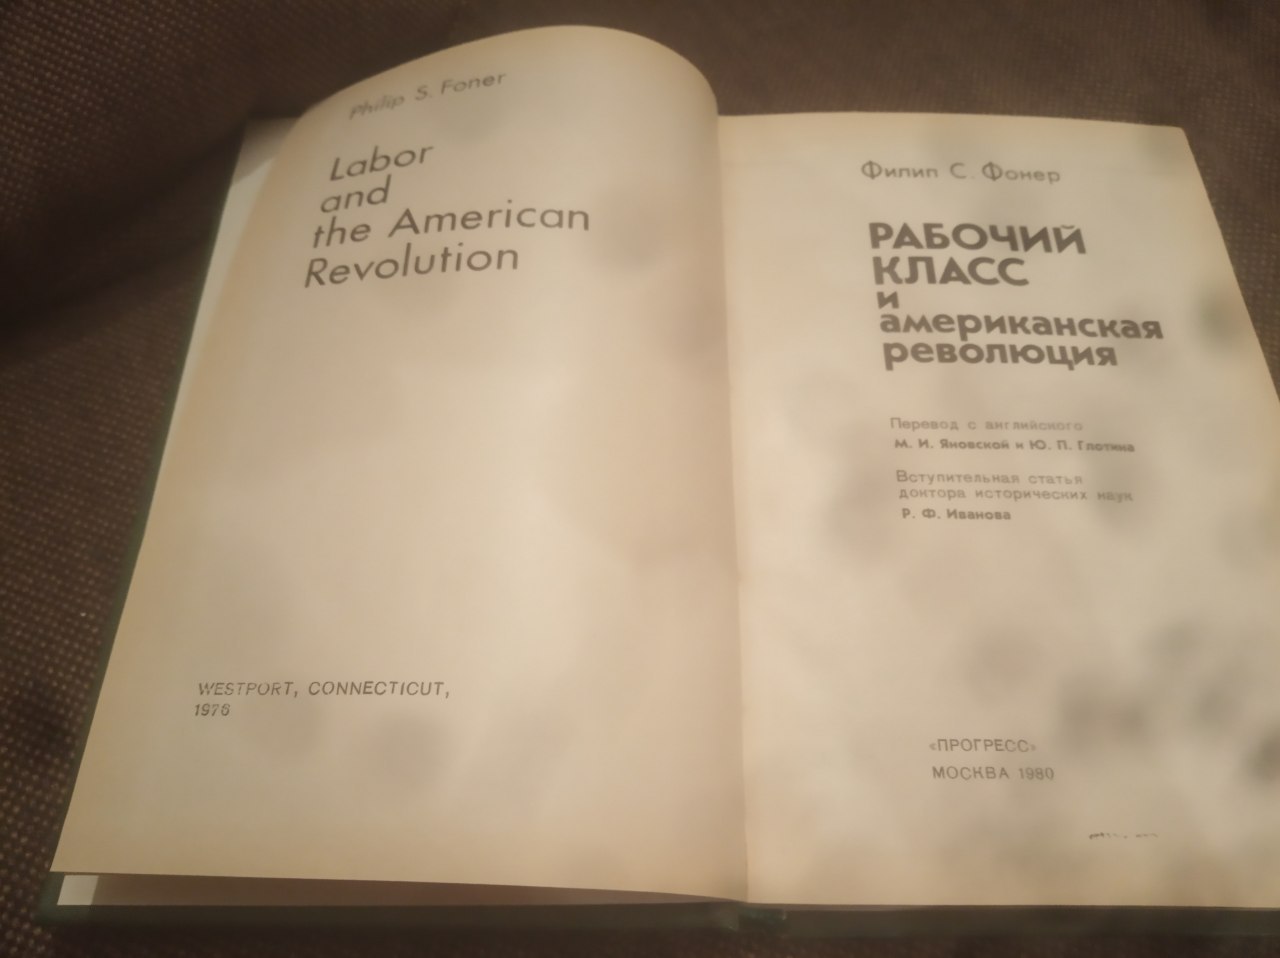 Philip S. Foner
Labor
and
the American
Revolution
WESTPORT, CONNECTICUT,
1976
Филип С. Фонер
РАБОЧИЙ
КЛАСС
и
американская
революция
Перевод с английского
М. И. Яновской и Ю. П. Глотина
Вступительная статья
доктора исторических наук
Р. Ф. Иванова
«ПРОГРЕСС»
МОСКВА 1980